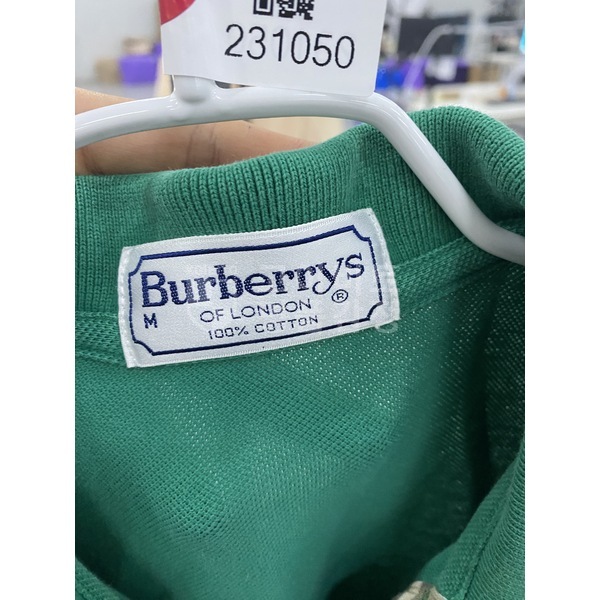 231050
Burberrys
®
OF LONDON
M
100% COTTON